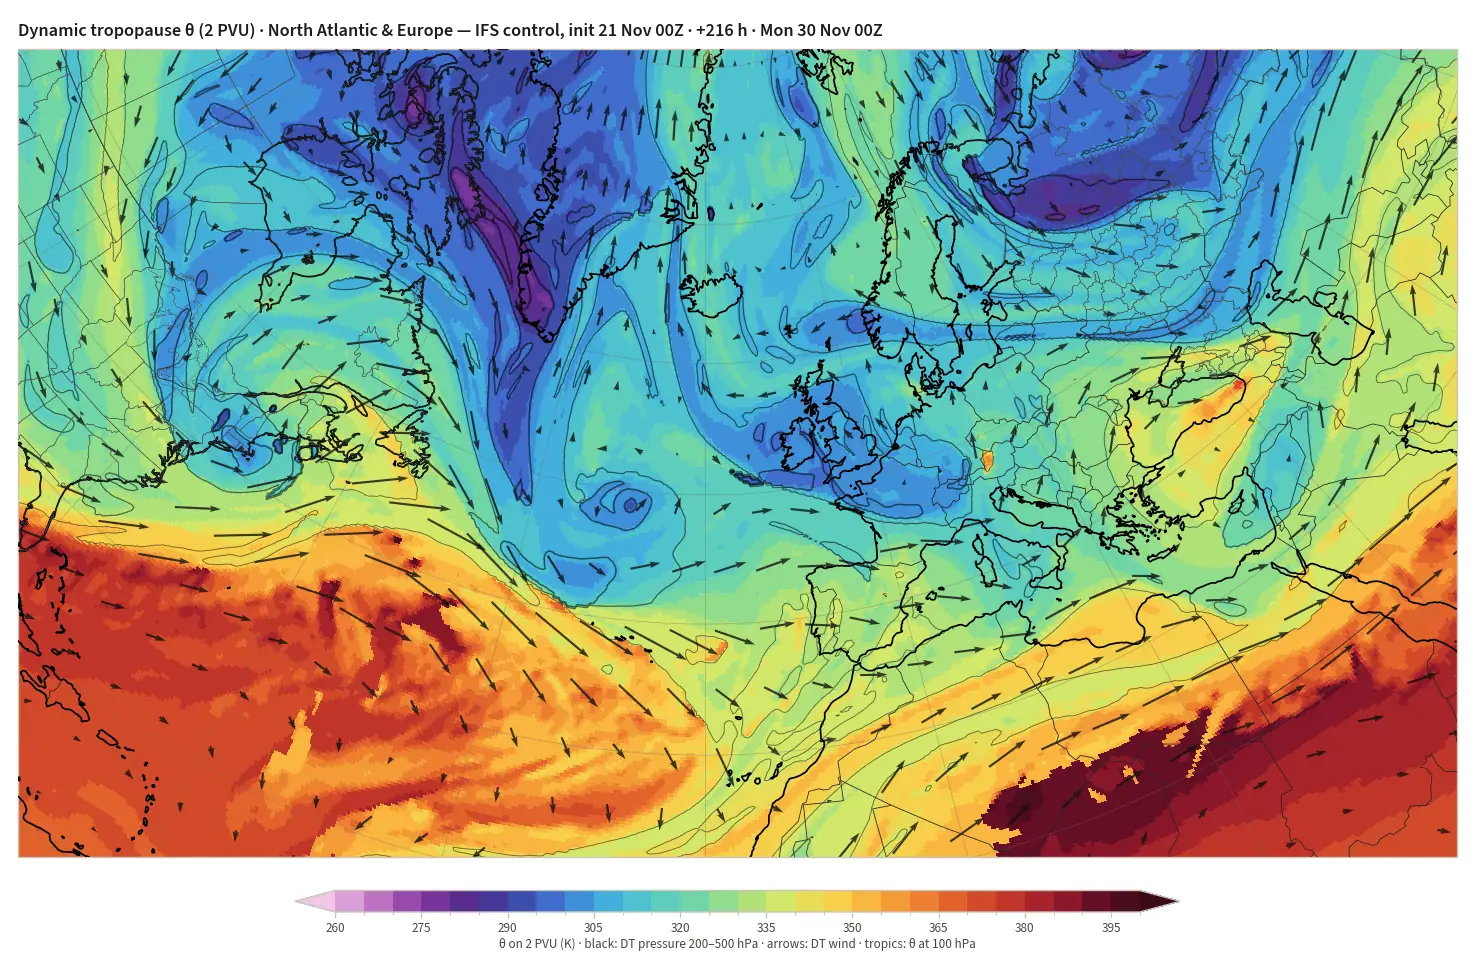 Dynamic tropopause θ (2 PVU) · North Atlantic & Europe — IFS control, init 21 Nov 00Z · +216 h · Mon 30 Nov 00Z
260 275 290 305 320 335 350 365 380 395
θ on 2 PVU (K) · black: DT pressure 200–500 hPa · arrows: DT wind · tropics: θ at 100 hPa